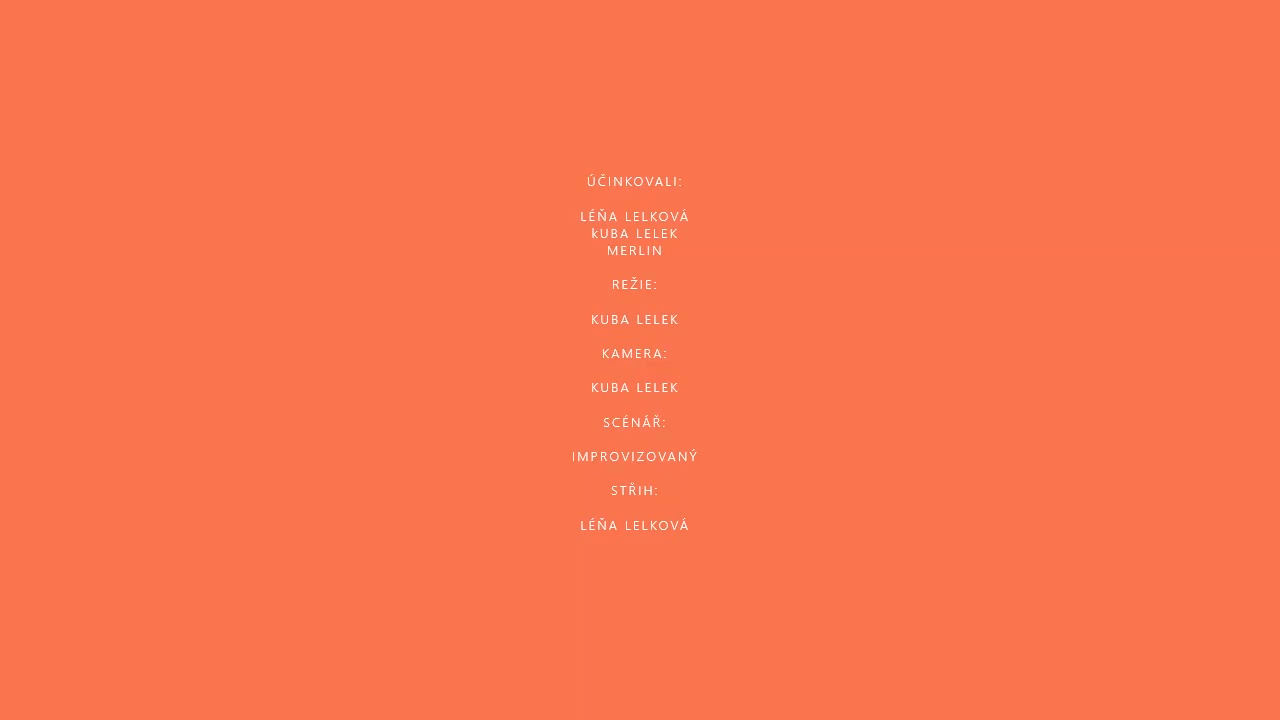 ÚČINKOVALI:
LÉŇA LELKOVÁ
kUBA LELEK
MERLIN
REŽIE:
KUBA LELEK
KAMERA:
KUBA LELEK
SCÉNÁŘ:
IMPROVIZOVANÝ
STŘIH:
LÉŇA LELKOVÁ